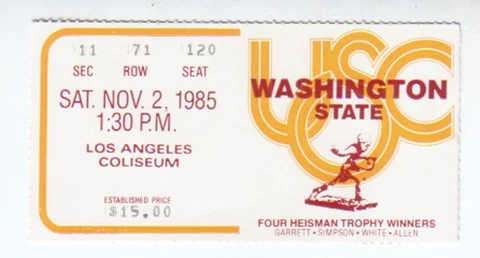 11 71 120
SEC ROW SEAT
SAT. NOV. 2, 1985
1:30 P.M.
LOS ANGELES
COLISEUM
ESTABLISHED PRICE
$15.00
USC
WASHINGTON
STATE
FOUR HEISMAN TROPHY WINNERS
GARRETT • SIMPSON • WHITE • ALLEN